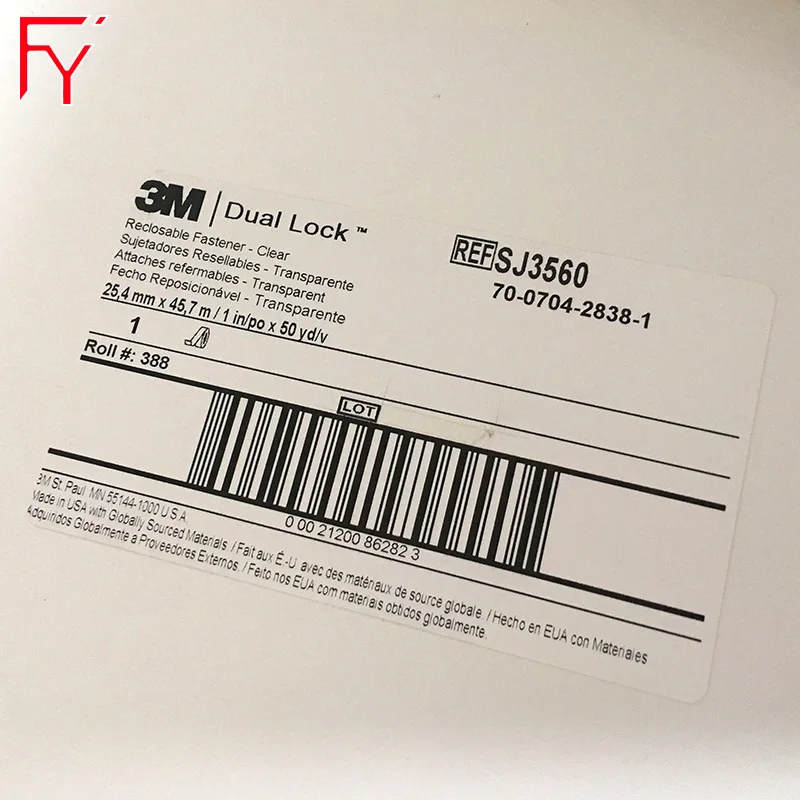 FY
3M | Dual Lock™
Reclosable Fastener - Clear
Sujetadores Resellables - Transparente
Attaches refermables - Transparent
Fecho Reposicionável - Transparente
25,4 mm x 45,7 m / 1 in/po x 50 yd/v
REF SJ3560
70-0704-2838-1
1
Roll #: 388
LOT
0 00 21200 86282 3
3M St. Paul, MN 55144-1000 U.S.A.
Made in USA with Globally Sourced Materials. / Fait aux É.-U. avec des matériaux de source globale. / Hecho en EUA con Materiales
Adquiridos Globalmente a Proveedores Externos. / Feito nos EUA com materiais obtidos globalmente.